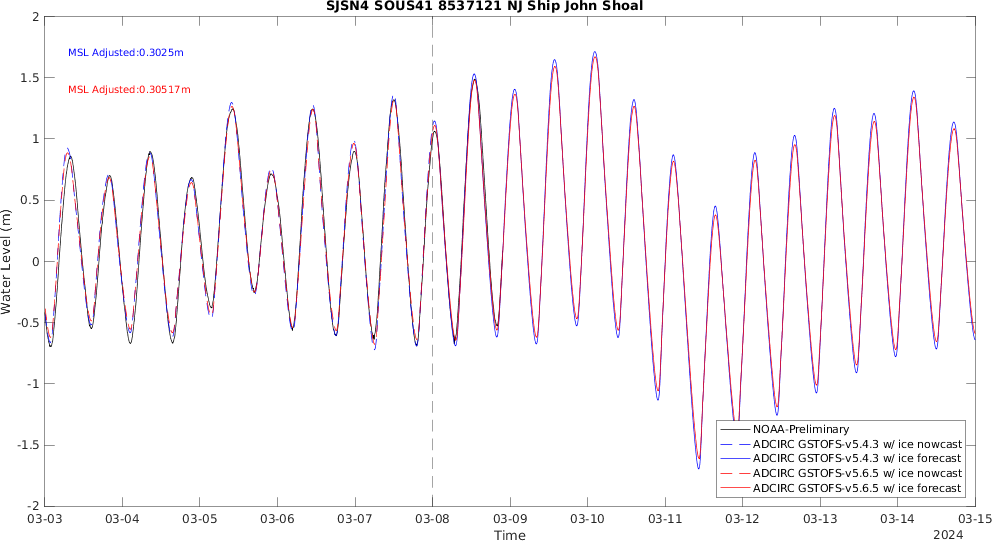 SJSN4 SOUS41 8537121 NJ Ship John Shoal
MSL Adjusted:0.3025m
MSL Adjusted:0.30517m
Water Level (m)
2
1.5
1
0.5
0
-0.5
-1
-1.5
-2
NOAA-Preliminary
ADCIRC GSTOFS-v5.4.3 w/ ice nowcast
ADCIRC GSTOFS-v5.4.3 w/ ice forecast
ADCIRC GSTOFS-v5.6.5 w/ ice nowcast
ADCIRC GSTOFS-v5.6.5 w/ ice forecast
03-03 03-04 03-05 03-06 03-07 03-08 03-09 03-10 03-11 03-12 03-13 03-14 03-15
Time
2024